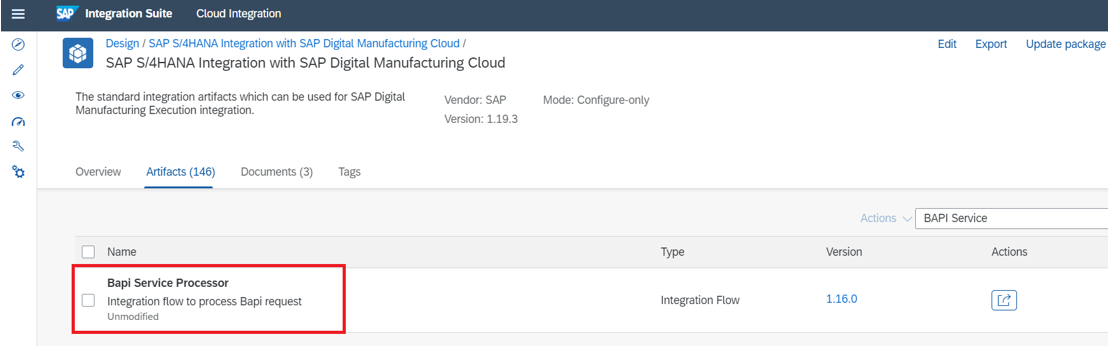 SAP Integration Suite Cloud Integration
Design / SAP S/4HANA Integration with SAP Digital Manufacturing Cloud /
Edit Export Update package
SAP S/4HANA Integration with SAP Digital Manufacturing Cloud
The standard integration artifacts which can be used for SAP Digital
Manufacturing Execution integration.
Vendor: SAP Mode: Configure-only
Version: 1.19.3
Overview Artifacts (146) Documents (3) Tags
Actions BAPI Service
Name Type Version Actions
Bapi Service Processor
Integration flow to process Bapi request
Unmodified
Integration Flow 1.16.0